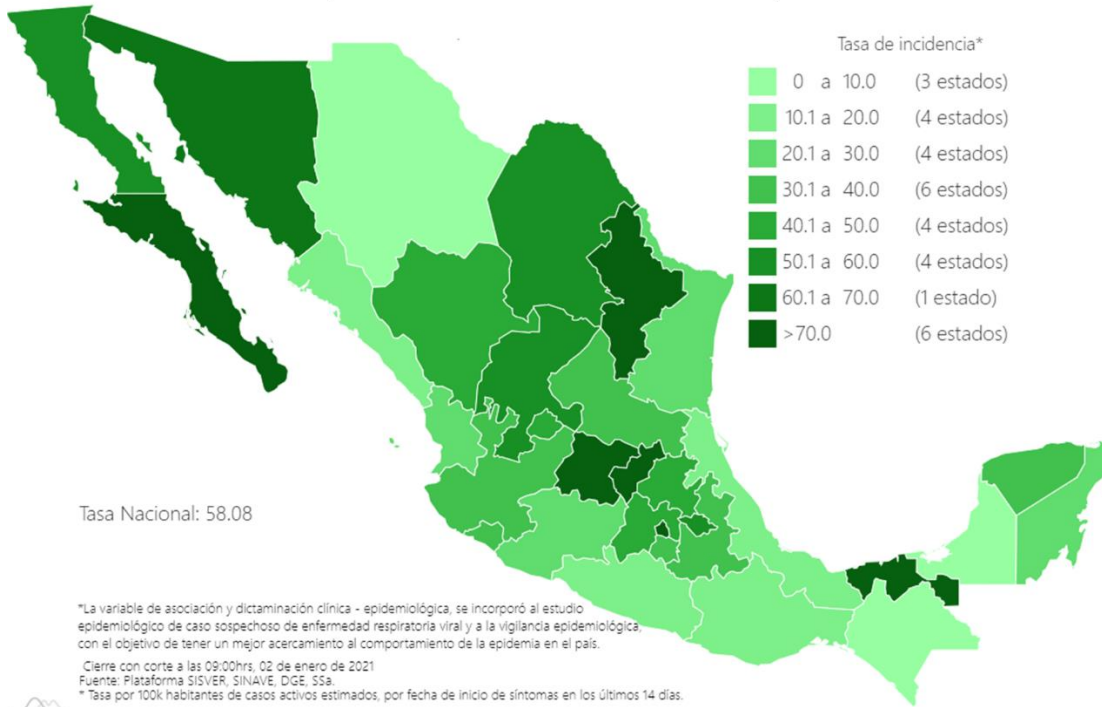 Tasa de incidencia*
0 a 10.0 (3 estados)
10.1 a 20.0 (4 estados)
20.1 a 30.0 (4 estados)
30.1 a 40.0 (6 estados)
40.1 a 50.0 (4 estados)
50.1 a 60.0 (4 estados)
60.1 a 70.0 (1 estado)
>70.0 (6 estados)
Tasa Nacional: 58.08
*La variable de asociación y dictaminación clínica - epidemiológica, se incorporó al estudio
epidemiológico de caso sospechoso de enfermedad respiratoria viral y a la vigilancia epidemiológica,
con el objetivo de tener un mejor acercamiento al comportamiento de la epidemia en el país.
Cierre con corte a las 09:00hrs, 02 de enero de 2021
Fuente: Plataforma SISVER, SINAVE, DGE, SSa.
* Tasa por 100k habitantes de casos activos estimados, por fecha de inicio de síntomas en los últimos 14 días.